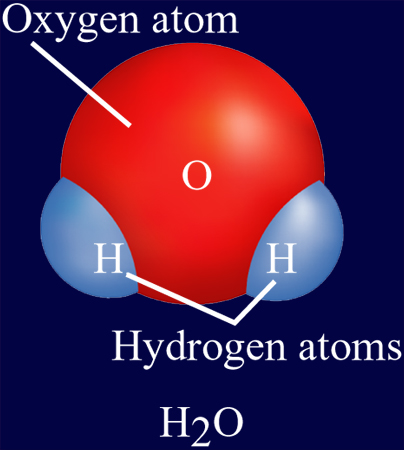 Oxygen atom
O
H H
Hydrogen atoms
H2O